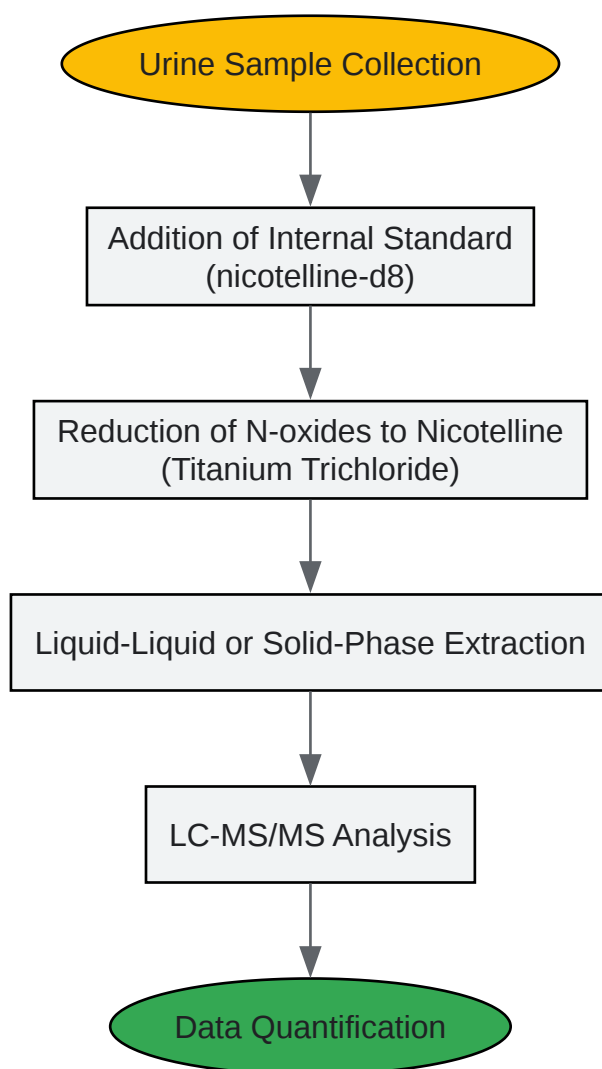 Urine Sample Collection
Addition of Internal Standard
(nicotelline-d8)
Reduction of N-oxides to Nicotelline
(Titanium Trichloride)
Liquid-Liquid or Solid-Phase Extraction
LC-MS/MS Analysis
Data Quantification